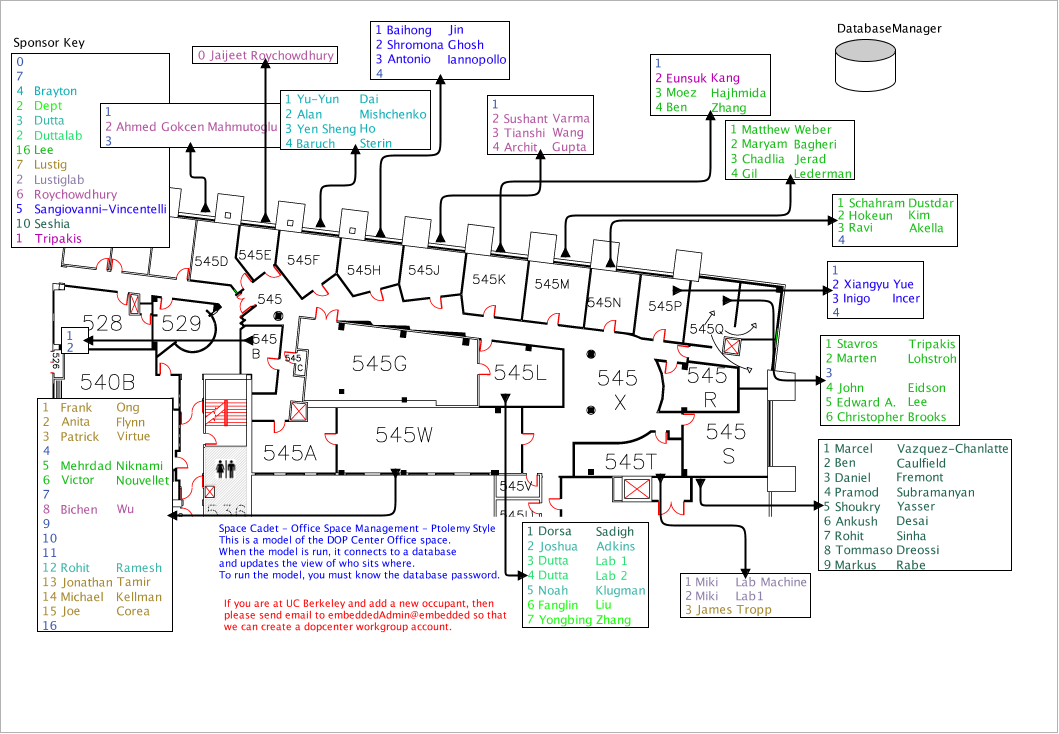 DatabaseManager
Sponsor Key
0
7
4 Brayton
2 Dept
3 Dutta
2 Duttalab
16 Lee
7 Lustig
2 Lustiglab
6 Roychowdhury
5 Sangiovanni-Vincentelli
10 Seshia
1 Tripakis
0 Jaijeet Roychowdhury
1 Baihong Jin
2 Shromona Ghosh
3 Antonio Iannopollo
4
1
2 Ahmed Gokcen Mahmutoglu
3
1 Yu-Yun Dai
2 Alan Mishchenko
3 Yen Sheng Ho
4 Baruch Sterin
1
2 Sushant Varma
3 Tianshi Wang
4 Archit Gupta
1
2 Eunsuk Kang
3 Moez Hajhmida
4 Ben Zhang
1 Matthew Weber
2 Maryam Bagheri
3 Chadlia Jerad
4 Gil Lederman
1 Schahram Dustdar
2 Hokeun Kim
3 Ravi Akella
4
1
2 Xiangyu Yue
3 Inigo Incer
4
1 Stavros Tripakis
2 Marten Lohstroh
3
4 John Eidson
5 Edward A. Lee
6 Christopher Brooks
1 Marcel Vazquez-Chanlatte
2 Ben Caulfield
3 Daniel Fremont
4 Pramod Subramanyan
5 Shoukry Yasser
6 Ankush Desai
7 Rohit Sinha
8 Tommaso Dreossi
9 Markus Rabe
545D
545E
545F
545H
545J
545K
545M
545N
545P
545Q
528
529
545
545
B
545
C
545G
545L
545
X
545
R
1
2
526
540B
545A
545W
545T
545
S
545V
545U
1 Frank Ong
2 Anita Flynn
3 Patrick Virtue
4
5 Mehrdad Niknami
6 Victor Nouvellet
7
8 Bichen Wu
9
10
11
12 Rohit Ramesh
13 Jonathan Tamir
14 Michael Kellman
15 Joe Corea
16
Space Cadet - Office Space Management - Ptolemy Style
This is a model of the DOP Center Office space.
When the model is run, it connects to a database
and updates the view of who sits where.
To run the model, you must know the database password.
If you are at UC Berkeley and add a new occupant, then
please send email to embeddedAdmin@embedded so that
we can create a dopcenter workgroup account.
1 Dorsa Sadigh
2 Joshua Adkins
3 Dutta Lab 1
4 Dutta Lab 2
5 Noah Klugman
6 Fanglin Liu
7 Yongbing Zhang
1 Miki Lab Machine
2 Miki Lab1
3 James Tropp